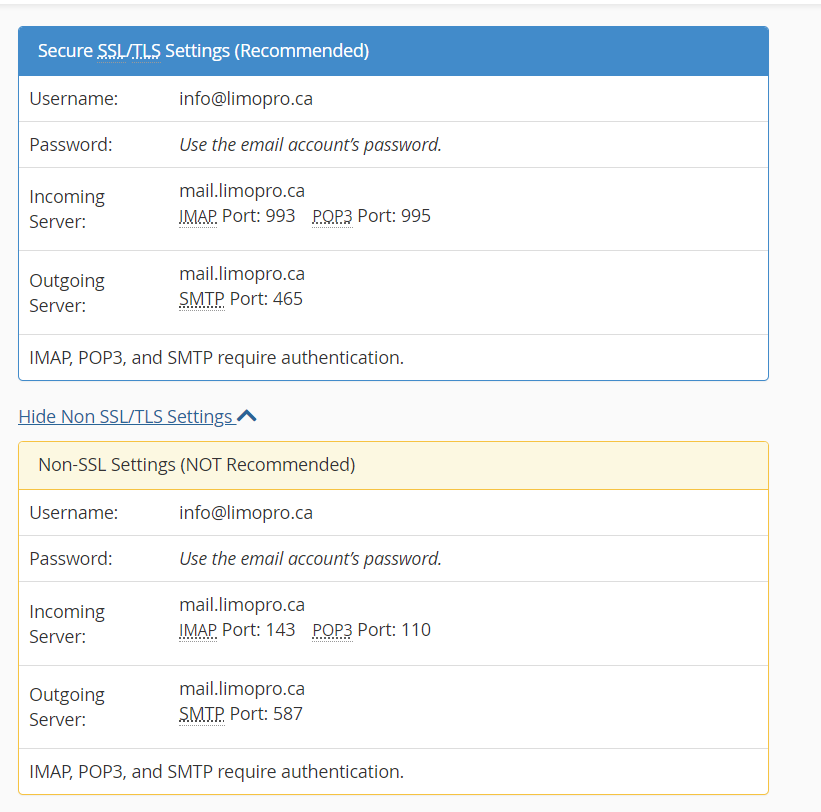 Secure SSL/TLS Settings (Recommended)
Username: info@limopro.ca
Password: Use the email account’s password.
Incoming Server: mail.limopro.ca
IMAP Port: 993 POP3 Port: 995
Outgoing Server: mail.limopro.ca
SMTP Port: 465
IMAP, POP3, and SMTP require authentication.
Hide Non SSL/TLS Settings
Non-SSL Settings (NOT Recommended)
Username: info@limopro.ca
Password: Use the email account’s password.
Incoming Server: mail.limopro.ca
IMAP Port: 143 POP3 Port: 110
Outgoing Server: mail.limopro.ca
SMTP Port: 587
IMAP, POP3, and SMTP require authentication.